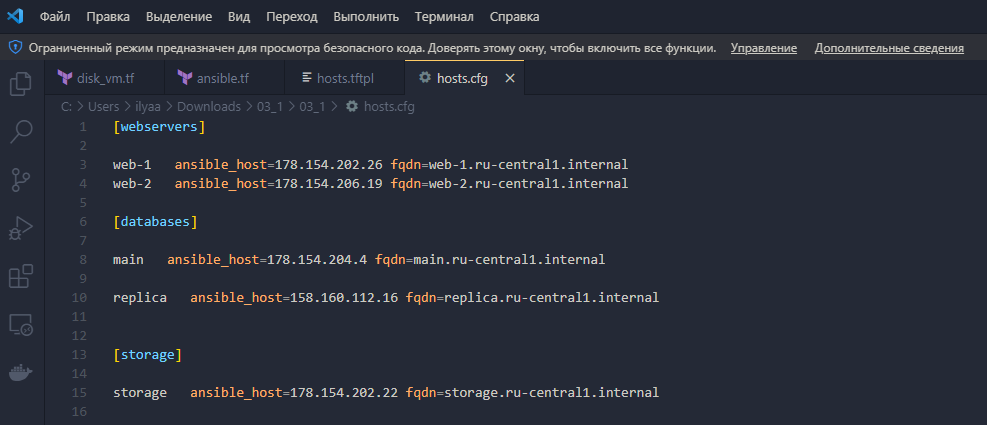 Файл Правка Выделение Вид Переход Выполнить Терминал Справка
Ограниченный режим предназначен для просмотра безопасного кода. Доверять этому окну, чтобы включить все функции. Управление Дополнительные сведения
disk_vm.tf ansible.tf hosts.tftpl hosts.cfg
C: > Users > ilyaa > Downloads > 03_1 > 03_1 > hosts.cfg
1 [webservers]
2
3 web-1 ansible_host=178.154.202.26 fqdn=web-1.ru-central1.internal
4 web-2 ansible_host=178.154.206.19 fqdn=web-2.ru-central1.internal
5
6 [databases]
7
8 main ansible_host=178.154.204.4 fqdn=main.ru-central1.internal
9
10 replica ansible_host=158.160.112.16 fqdn=replica.ru-central1.internal
11
12
13 [storage]
14
15 storage ansible_host=178.154.202.22 fqdn=storage.ru-central1.internal
16